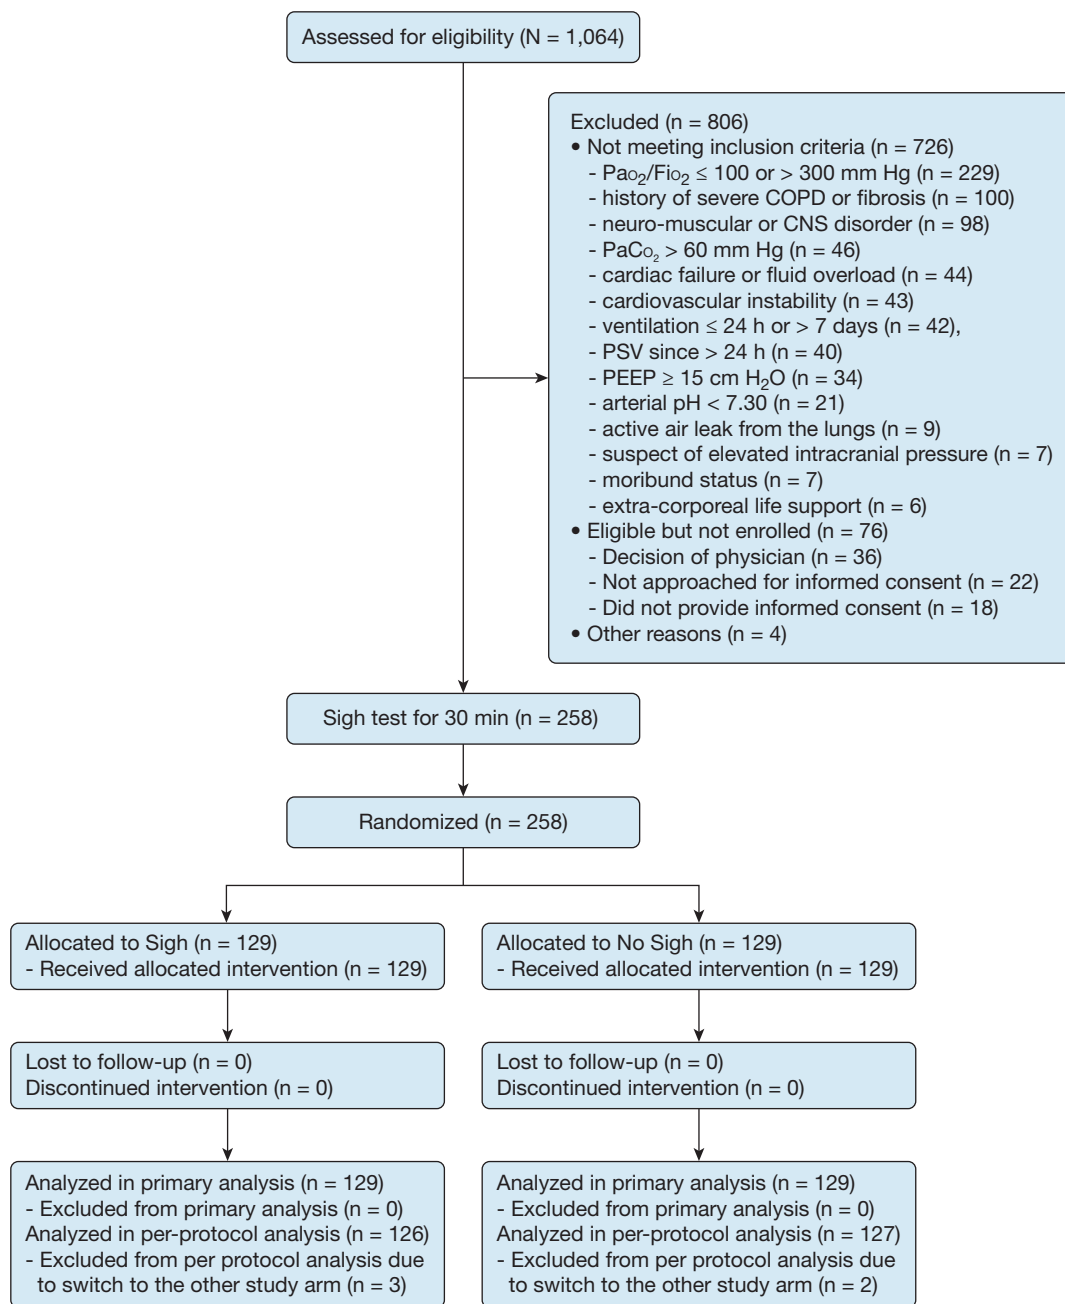 Assessed for eligibility (N = 1,064)
Excluded (n = 806)
• Not meeting inclusion criteria (n = 726)
- PaO₂/FiO₂ ≤ 100 or > 300 mm Hg (n = 229)
- history of severe COPD or fibrosis (n = 100)
- neuro-muscular or CNS disorder (n = 98)
- PaCO₂ > 60 mm Hg (n = 46)
- cardiac failure or fluid overload (n = 44)
- cardiovascular instability (n = 43)
- ventilation ≤ 24 h or > 7 days (n = 42),
- PSV since > 24 h (n = 40)
- PEEP ≥ 15 cm H₂O (n = 34)
- arterial pH < 7.30 (n = 21)
- active air leak from the lungs (n = 9)
- suspect of elevated intracranial pressure (n = 7)
- moribund status (n = 7)
- extra-corporeal life support (n = 6)
• Eligible but not enrolled (n = 76)
- Decision of physician (n = 36)
- Not approached for informed consent (n = 22)
- Did not provide informed consent (n = 18)
• Other reasons (n = 4)
Sigh test for 30 min (n = 258)
Randomized (n = 258)
Allocated to Sigh (n = 129)
- Received allocated intervention (n = 129)
Allocated to No Sigh (n = 129)
- Received allocated intervention (n = 129)
Lost to follow-up (n = 0)
Discontinued intervention (n = 0)
Lost to follow-up (n = 0)
Discontinued intervention (n = 0)
Analyzed in primary analysis (n = 129)
- Excluded from primary analysis (n = 0)
Analyzed in per-protocol analysis (n = 126)
- Excluded from per protocol analysis due
to switch to the other study arm (n = 3)
Analyzed in primary analysis (n = 129)
- Excluded from primary analysis (n = 0)
Analyzed in per-protocol analysis (n = 127)
- Excluded from per protocol analysis due
to switch to the other study arm (n = 2)